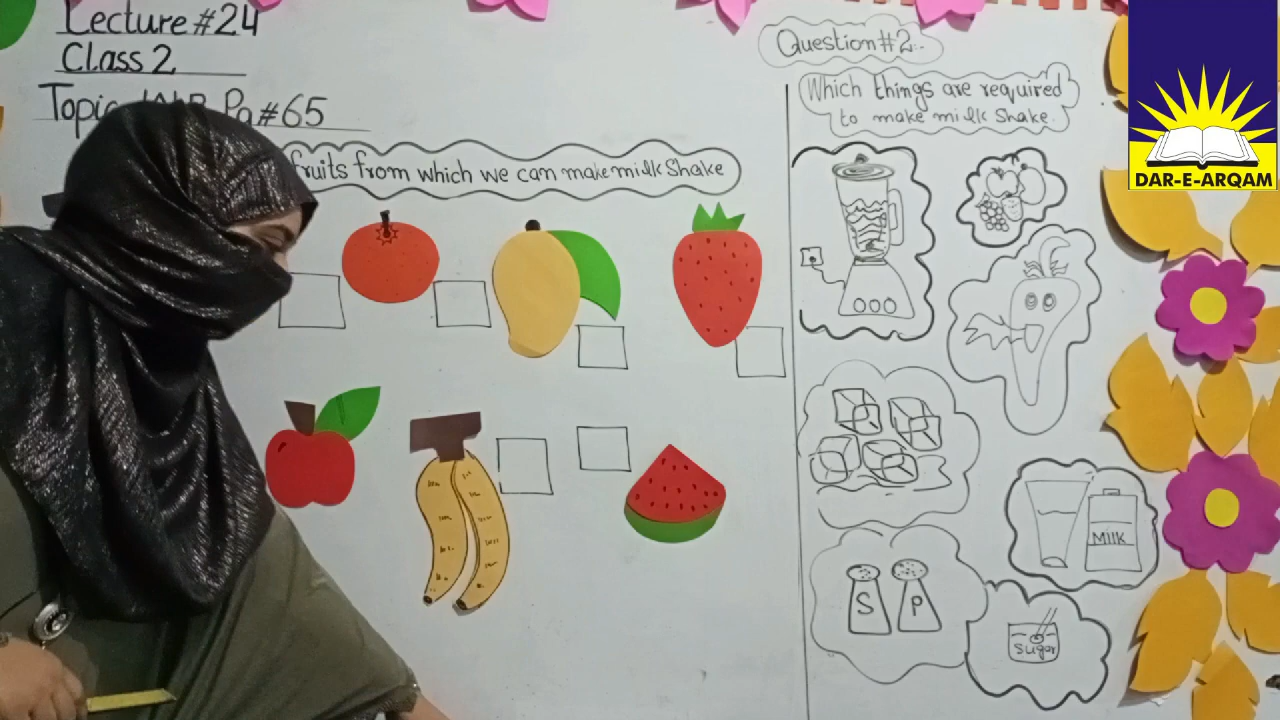 Lecture #24
Class 2
Topic Pg #65
fruits from which we can make milk Shake
Question #2:-
Which things are required
to make milk Shake.
Milk
S P
Sugar
DAR-E-ARQAM